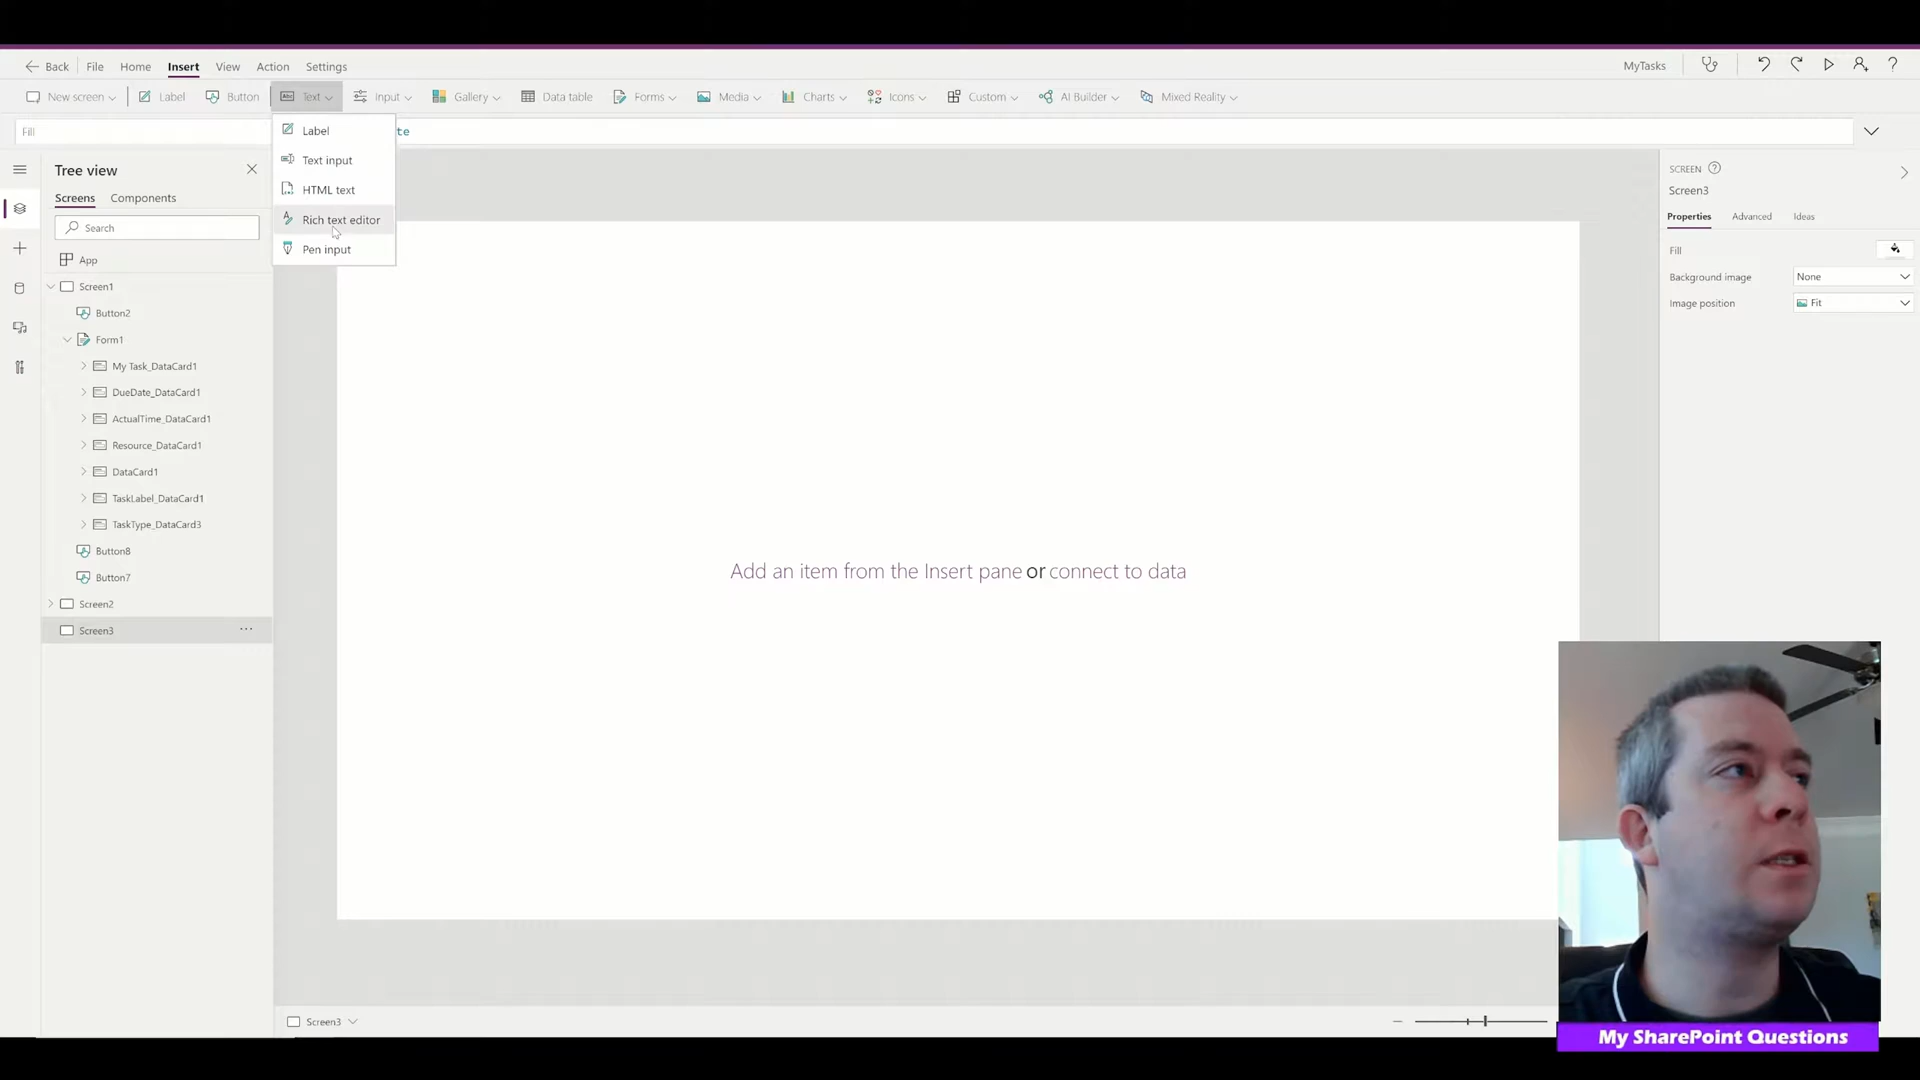 Back File Home Insert View Action Settings MyTasks ?
New screen Label Button Abc Text Input Gallery Data table Forms Media Charts Icons Custom AI Builder Mixed Reality
Fill te
Label
Text input
HTML text
Rich text editor
Pen input
Tree view
Screens Components
Search
App
Screen1
Button2
Form1
My Task_DataCard1
DueDate_DataCard1
ActualTime_DataCard1
Resource_DataCard1
DataCard1
TaskLabel_DataCard1
TaskType_DataCard3
Button8
Button7
Screen2
Screen3 ...
Add an item from the Insert pane or connect to data
SCREEN ?
Screen3
Properties Advanced Ideas
Fill
Background image None
Image position Fit
Screen3
My SharePoint Questions